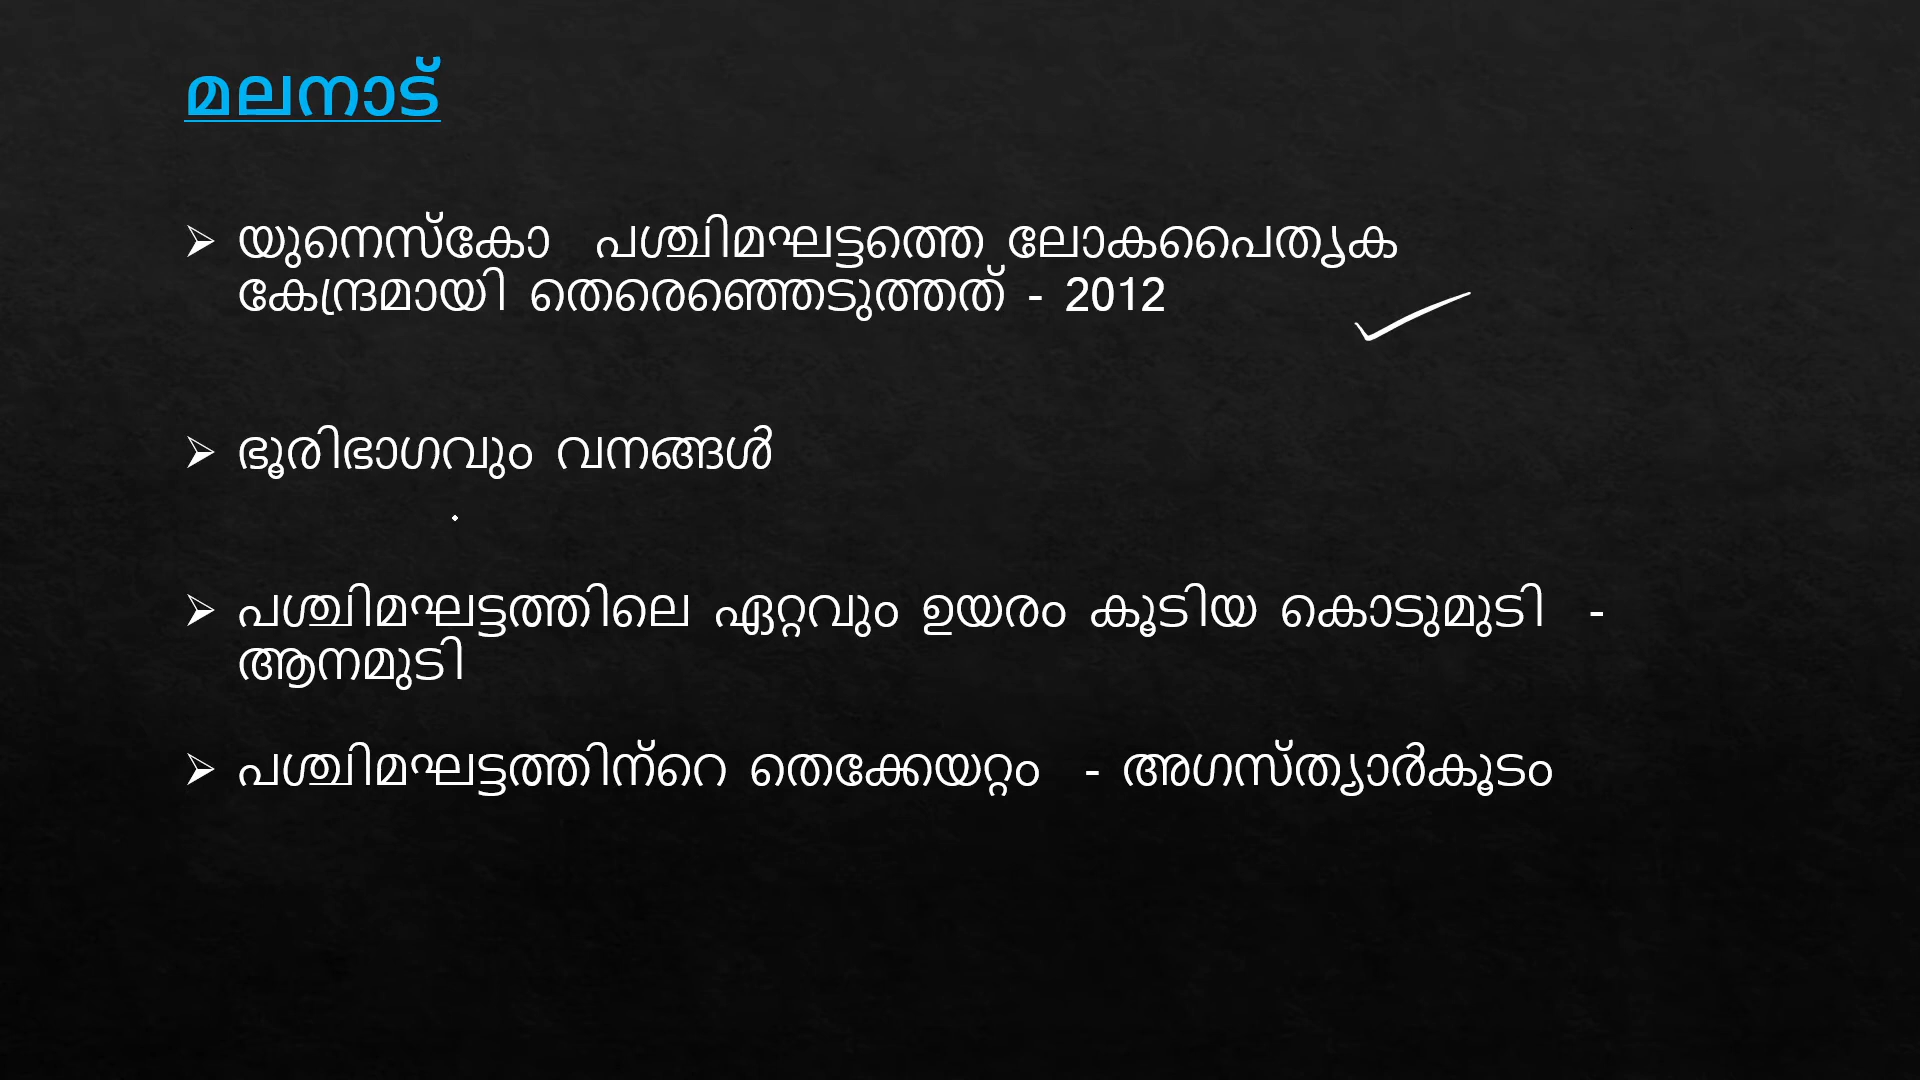 മലനാട്
യുനെസ്കോ പശ്ചിമഘട്ടത്തെ ലോകപൈതൃക
കേന്ദ്രമായി തെരെഞ്ഞെടുത്തത് - 2012
ഭൂരിഭാഗവും വനങ്ങൾ
പശ്ചിമഘട്ടത്തിലെ ഏറ്റവും ഉയരം കൂടിയ കൊടുമുടി -
ആനമുടി
പശ്ചിമഘട്ടത്തിന്റെ തെക്കേയറ്റം - അഗസ്ത്യാർകൂടം